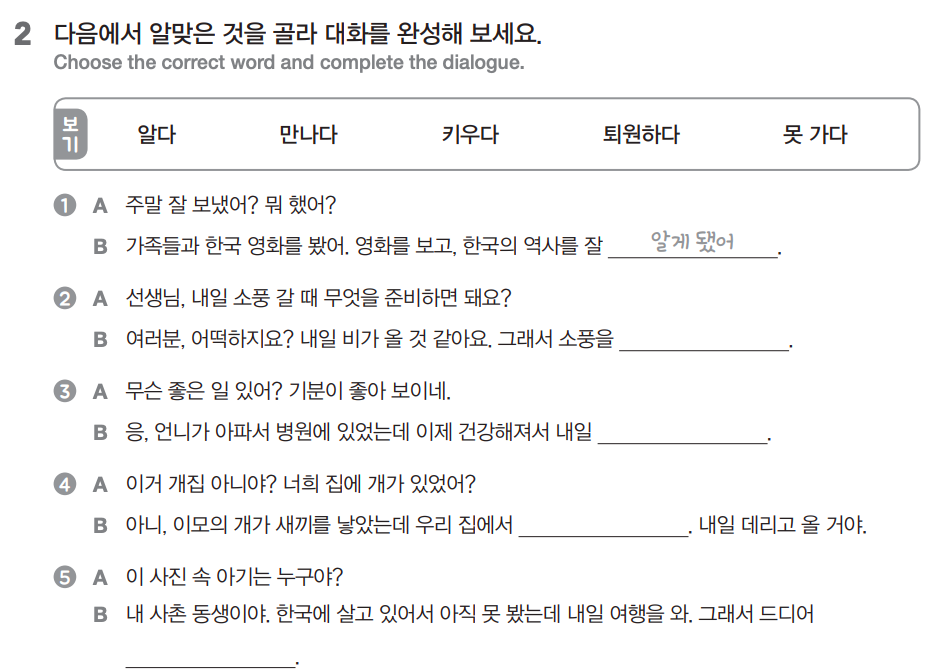 2 다음에서 알맞은 것을 골라 대화를 완성해 보세요.
Choose the correct word and complete the dialogue.
보기 알다 만나다 키우다 퇴원하다 못 가다
1 A 주말 잘 보냈어? 뭐 했어?
B 가족들과 한국 영화를 봤어. 영화를 보고, 한국의 역사를 잘 알게 됐어.
2 A 선생님, 내일 소풍 갈 때 무엇을 준비하면 돼요?
B 여러분, 어떡하지요? 내일 비가 올 것 같아요. 그래서 소풍을 ______.
3 A 무슨 좋은 일 있어? 기분이 좋아 보이네.
B 응, 언니가 아파서 병원에 있었는데 이제 건강해져서 내일 ______.
4 A 이거 개집 아니야? 너희 집에 개가 있었어?
B 아니, 이모의 개가 새끼를 낳았는데 우리 집에서 ______. 내일 데리고 올 거야.
5 A 이 사진 속 아기는 누구야?
B 내 사촌 동생이야. 한국에 살고 있어서 아직 못 봤는데 내일 여행을 와. 그래서 드디어
______.